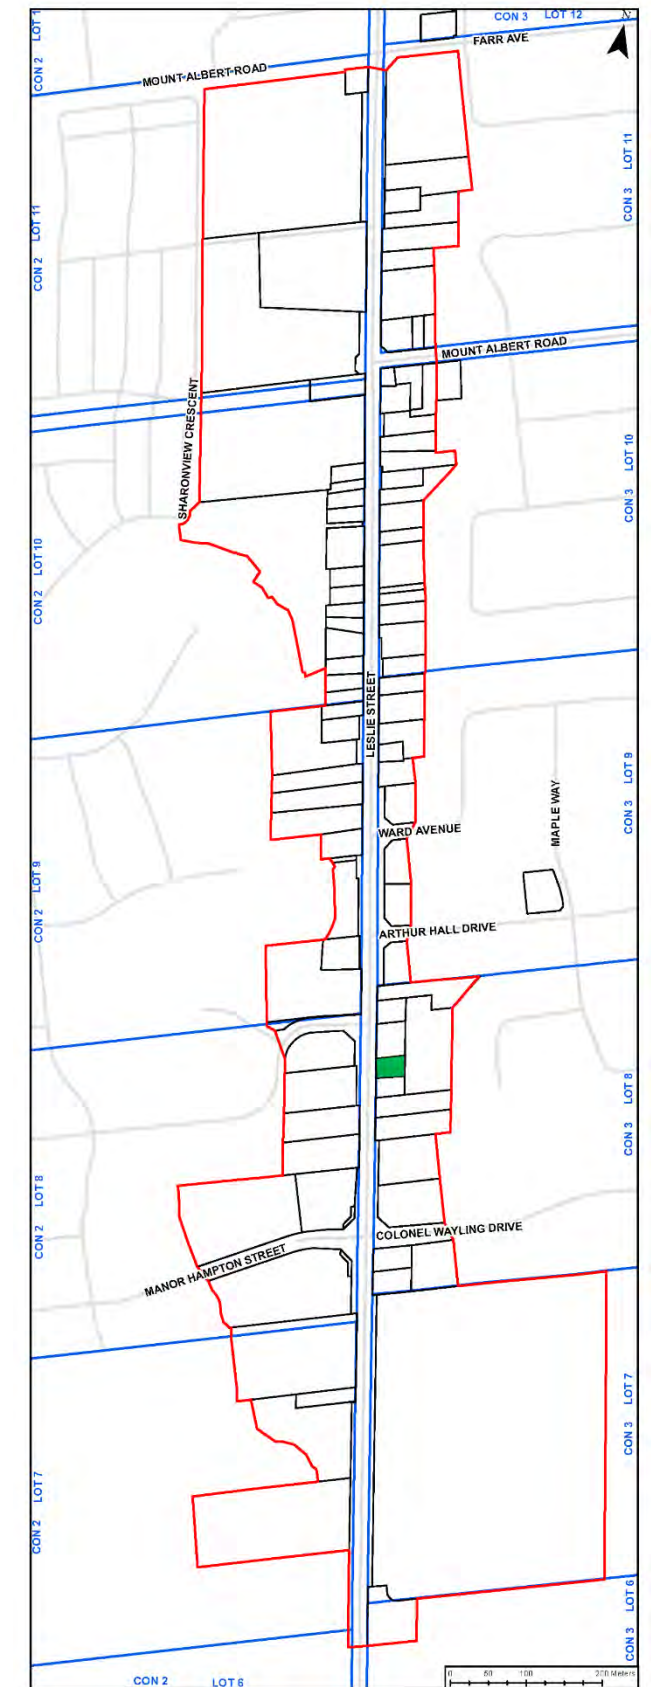 CON 3 LOT 12
N
LOT 1
CON 2
FARR AVE
MOUNT ALBERT ROAD
CON 3 LOT 11
CON 2 LOT 11
MOUNT ALBERT ROAD
SHARONVIEW CRESCENT
CON 3 LOT 10
CON 2 LOT 10
LESLIE STREET
CON 3 LOT 9
MAPLE WAY
WARD AVENUE
CON 2 LOT 9
ARTHUR HALL DRIVE
CON 3 LOT 8
CON 2 LOT 8
COLONEL WAYLING DRIVE
MANOR HAMPTON STREET
CON 3 LOT 7
CON 2 LOT 7
CON 3 LOT 6
CON 2 LOT 6
0 50 100 200 Meters